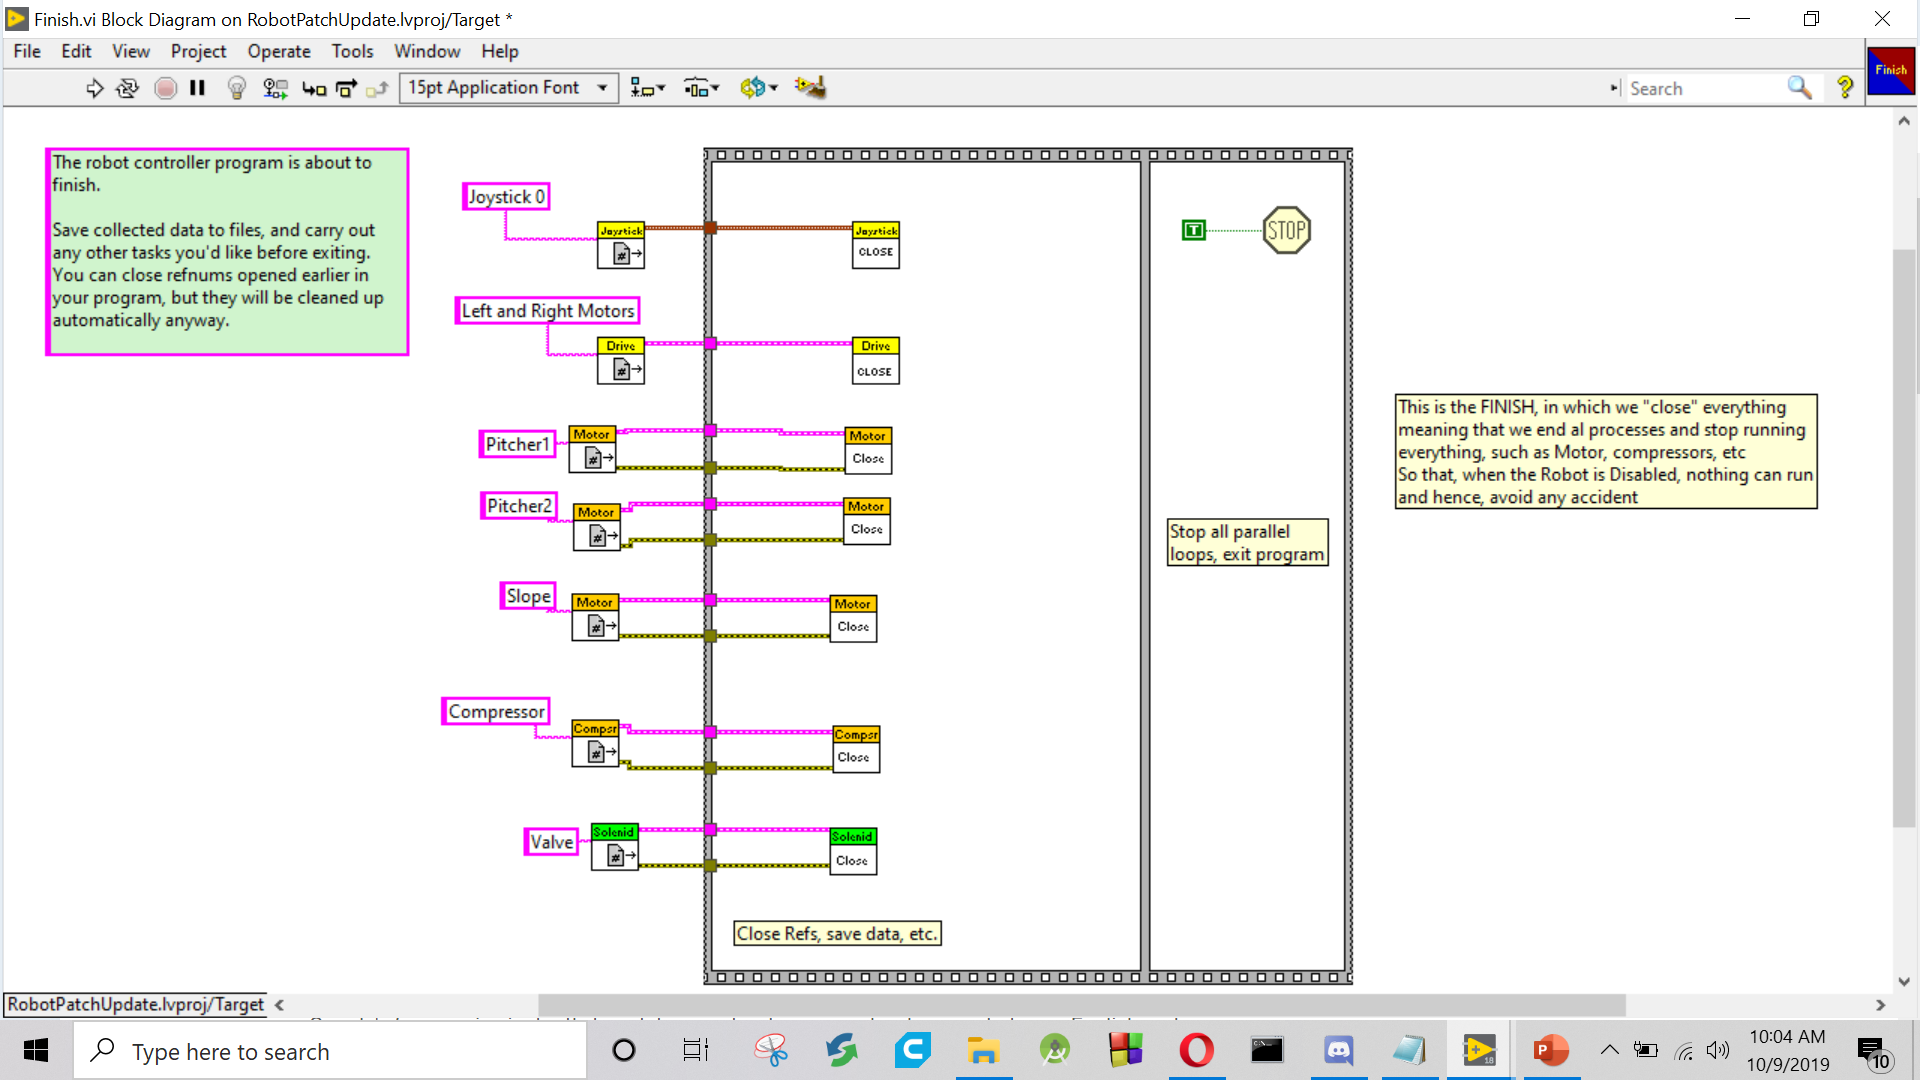 Finish.vi Block Diagram on RobotPatchUpdate.lvproj/Target *
File Edit View Project Operate Tools Window Help
15pt Application Font
Search
Finish
The robot controller program is about to
finish.
Save collected data to files, and carry out
any other tasks you'd like before exiting.
You can close refnums opened earlier in
your program, but they will be cleaned up
automatically anyway.
Joystick 0
Joystick
Joystick
CLOSE
T
STOP
Left and Right Motors
Drive
Drive
CLOSE
This is the FINISH, in which we "close" everything
meaning that we end al processes and stop running
everything, such as Motor, compressors, etc
So that, when the Robot is Disabled, nothing can run
and hence, avoid any accident
Pitcher1
Motor
Motor
Close
Pitcher2
Motor
Motor
Close
Stop all parallel
loops, exit program
Slope
Motor
Motor
Close
Compressor
Compsr
Compsr
Close
Valve
Solenid
Solenid
Close
Close Refs, save data, etc.
RobotPatchUpdate.lvproj/Target
Type here to search
18
10:04 AM
10/9/2019
10